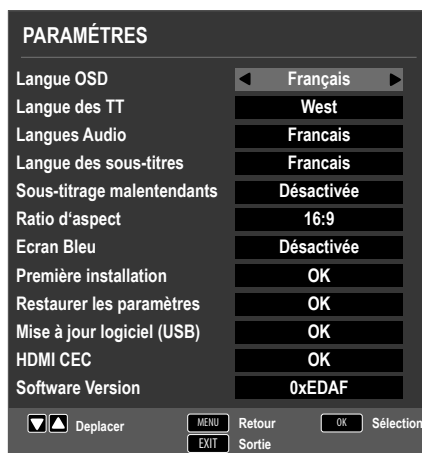 PARAMÉTRES
Langue OSD Français
Langue des TT West
Langues Audio Francais
Langue des sous-titres Francais
Sous-titrage malentendants Désactivée
Ratio d‘aspect 16:9
Ecran Bleu Désactivée
Première installation OK
Restaurer les paramètres OK
Mise à jour logiciel (USB) OK
HDMI CEC OK
Software Version 0xEDAF
Deplacer MENU Retour OK Sélection
EXIT Sortie